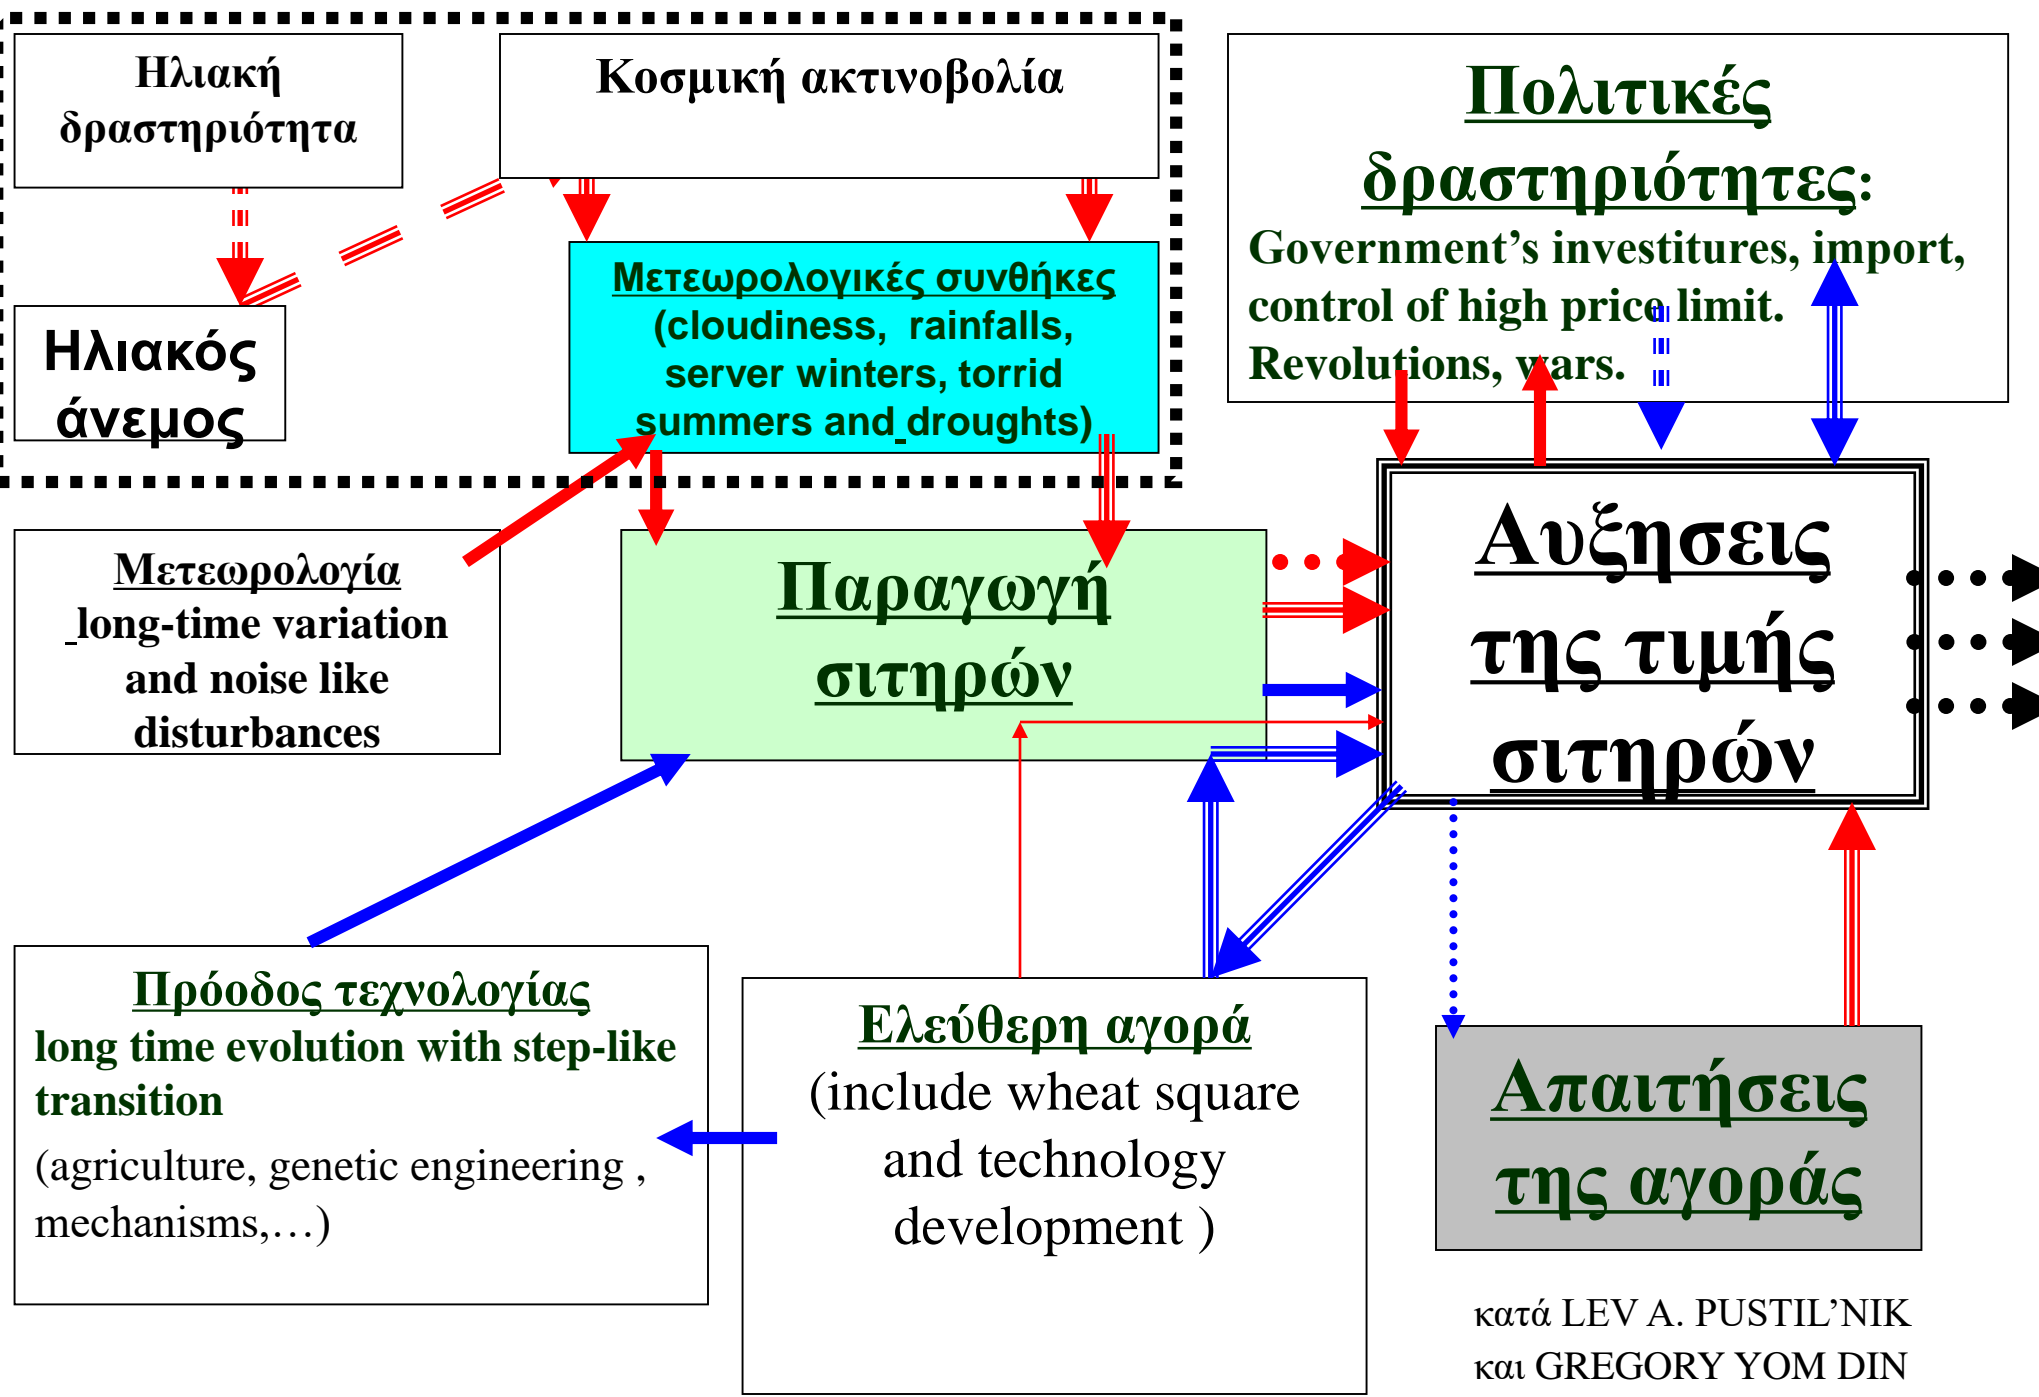 Ηλιακή
δραστηριότητα
Κοσμική ακτινοβολία
Πολιτικές
δραστηριότητες:
Government’s investitures, import,
control of high price limit.
Revolutions, wars.
Μετεωρολογικές συνθήκες
(cloudiness, rainfalls,
server winters, torrid
summers and droughts)
Ηλιακός
άνεμος
Μετεωρολογία
long-time variation
and noise like
disturbances
Παραγωγή
σιτηρών
Αυξησεις
της τιμής
σιτηρών
Πρόοδος τεχνολογίας
long time evolution with step-like
transition
(agriculture, genetic engineering ,
mechanisms,…)
Ελεύθερη αγορά
(include wheat square
and technology
development )
Απαιτήσεις
της αγοράς
κατά LEV A. PUSTIL’NIK
και GREGORY YOM DIN